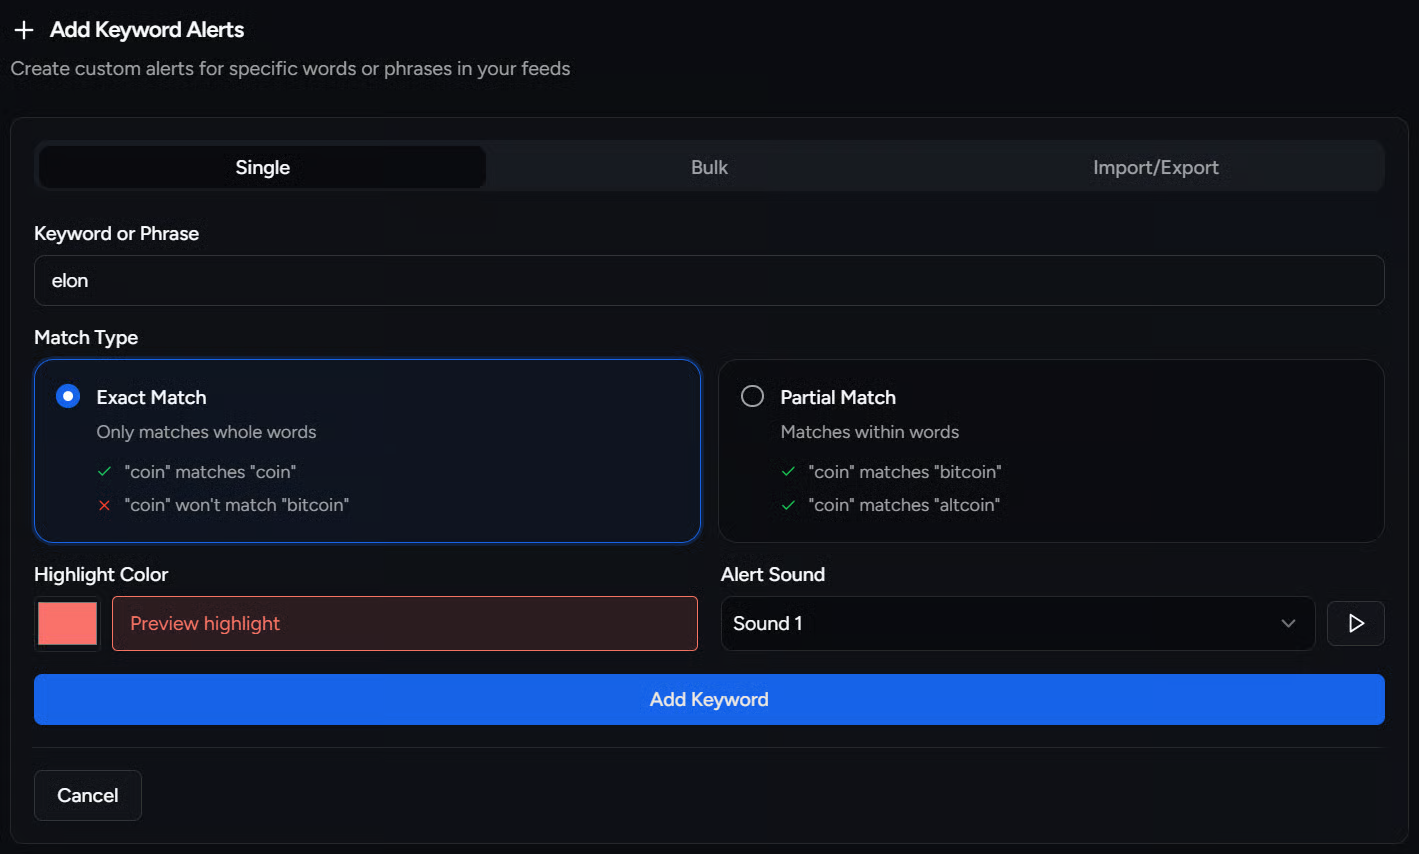 Add Keyword Alerts
Create custom alerts for specific words or phrases in your feeds
Single
Bulk
Import/Export
Keyword or Phrase
elon
Match Type
Exact Match
Only matches whole words
"coin" matches "coin"
"coin" won't match "bitcoin"
Partial Match
Matches within words
"coin" matches "bitcoin"
"coin" matches "altcoin"
Highlight Color
Preview highlight
Alert Sound
Sound 1
Add Keyword
Cancel